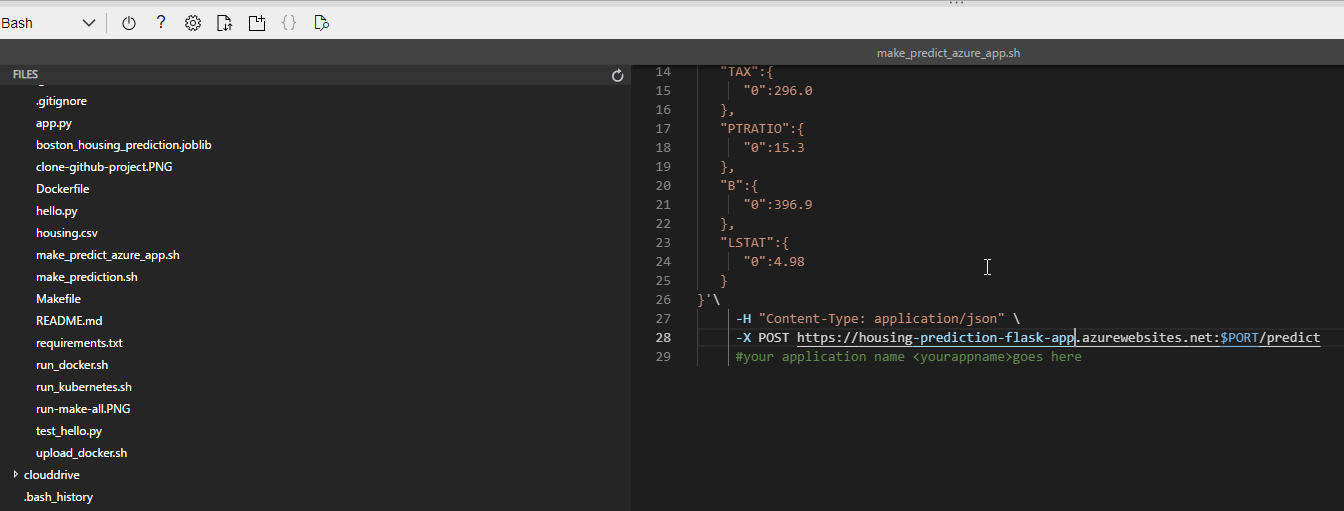 Bash
?
{ }
make_predict_azure_app.sh
FILES
.gitignore
app.py
boston_housing_prediction.joblib
clone-github-project.PNG
Dockerfile
hello.py
housing.csv
make_predict_azure_app.sh
make_prediction.sh
Makefile
README.md
requirements.txt
run_docker.sh
run_kubernetes.sh
run-make-all.PNG
test_hello.py
upload_docker.sh
clouddrive
.bash_history
14 "TAX":{
15 "0":296.0
16 },
17 "PTRATIO":{
18 "0":15.3
19 },
20 "B":{
21 "0":396.9
22 },
23 "LSTAT":{
24 "0":4.98
25 }
26 }'\
27 -H "Content-Type: application/json" \
28 -X POST https://housing-prediction-flask-app.azurewebsites.net:$PORT/predict
29 #your application name <yourappname>goes here